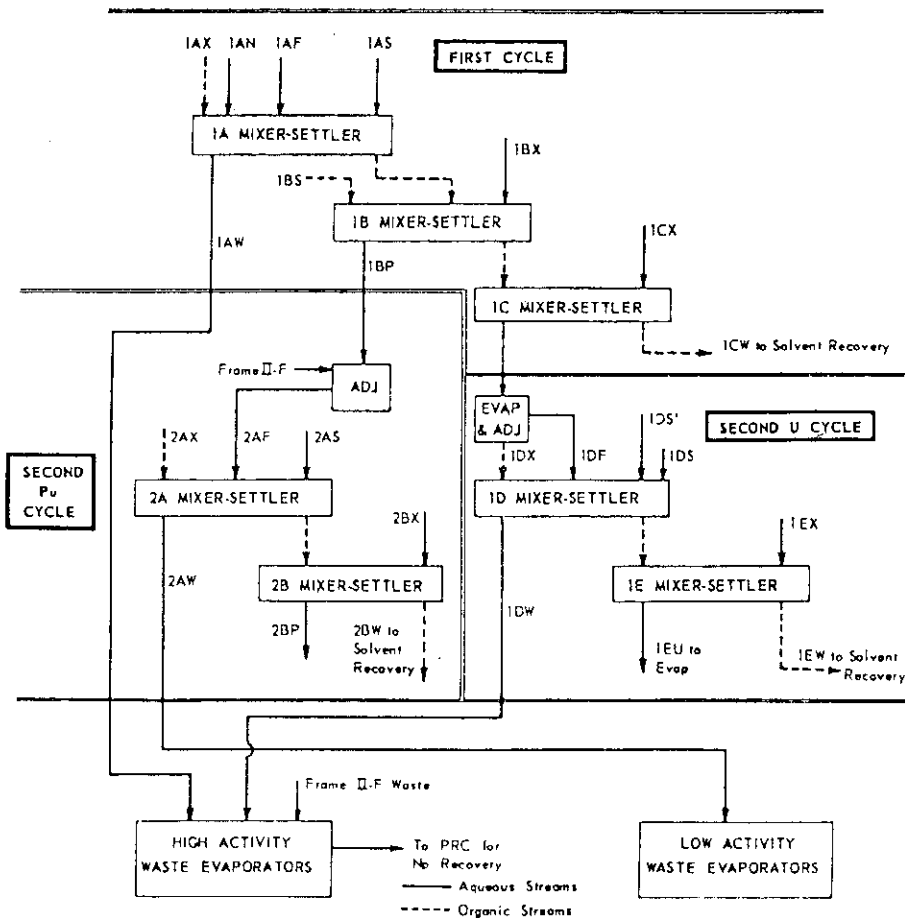 1AX 1AN 1AF 1AS
FIRST CYCLE
1A MIXER-SETTLER
1BX
1BS
1B MIXER-SETTLER
1AW
1CX
1BP
1C MIXER-SETTLER
1CW to Solvent Recovery
Frame II-F
ADJ
EVAP
& ADJ
1DS'
SECOND U CYCLE
2AX 2AF 2AS
1DX 1DF 1DS
SECOND
Pu
CYCLE
2A MIXER-SETTLER
1D MIXER-SETTLER
2BX
1EX
2AW
2B MIXER-SETTLER
1DW
1E MIXER-SETTLER
2BP
2BW to
Solvent
Recovery
1EU to
Evap
1EW to Solvent
Recovery
Frame II-F Waste
HIGH ACTIVITY
WASTE EVAPORATORS
To PRC for
Np Recovery
LOW ACTIVITY
WASTE EVAPORATORS
Aqueous Streams
Organic Streams